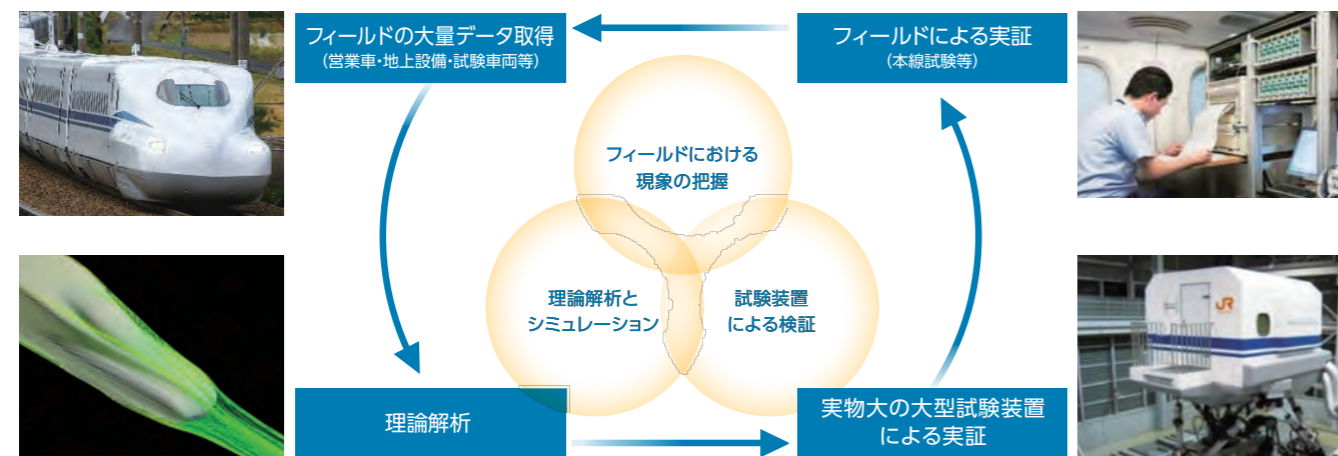 フィールドの大量データ取得
(営業車・地上設備・試験車両等)
フィールドによる実証
(本線試験等)
フィールドにおける
現象の把握
理論解析と
シミュレーション
試験装置
による検証
理論解析
実物大の大型試験装置
による実証
JR